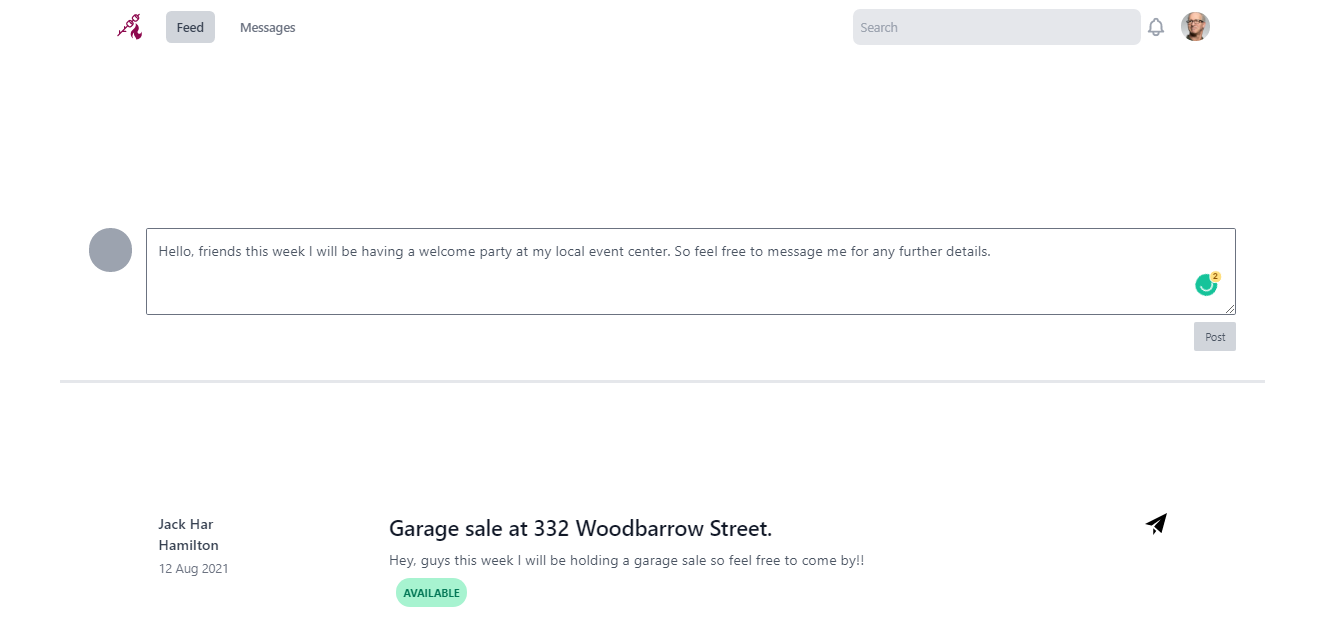 Feed
Messages
Search
Hello, friends this week I will be having a welcome party at my local event center. So feel free to message me for any further details.
2
Post
Jack Har
Hamilton
12 Aug 2021
Garage sale at 332 Woodbarrow Street.
Hey, guys this week I will be holding a garage sale so feel free to come by!!
AVAILABLE